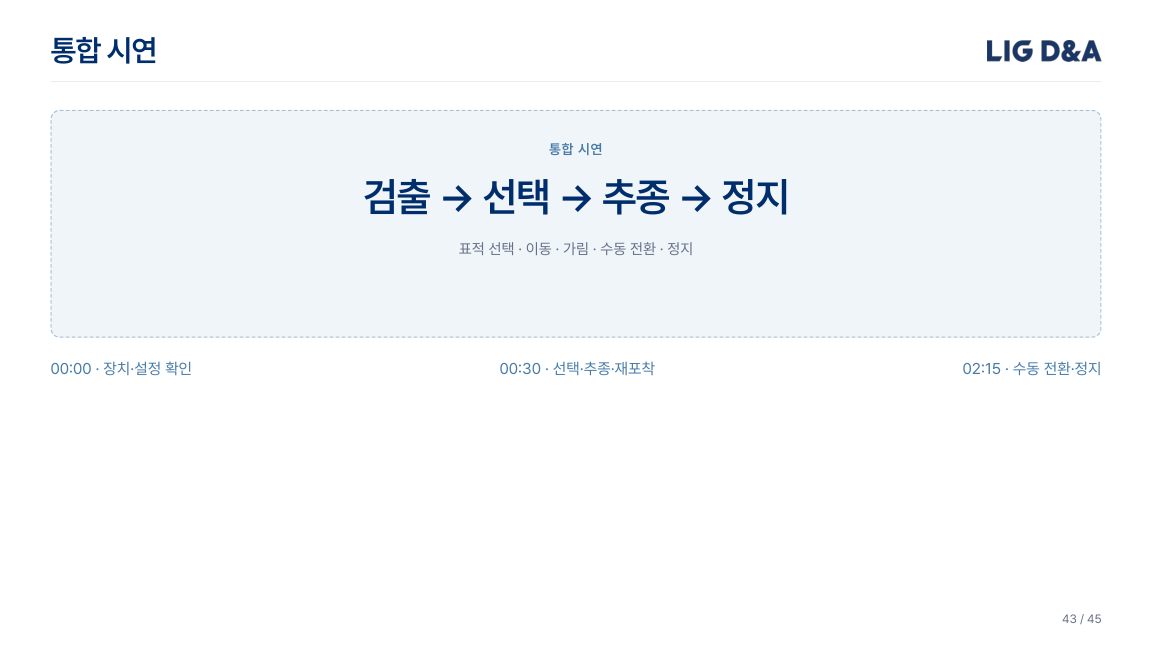 통합 시연
LIG D&A
통합 시연
검출 → 선택 → 추종 → 정지
표적 선택 · 이동 · 가림 · 수동 전환 · 정지
00:00 · 장치·설정 확인
00:30 · 선택·추종·재포착
02:15 · 수동 전환·정지
43 / 45